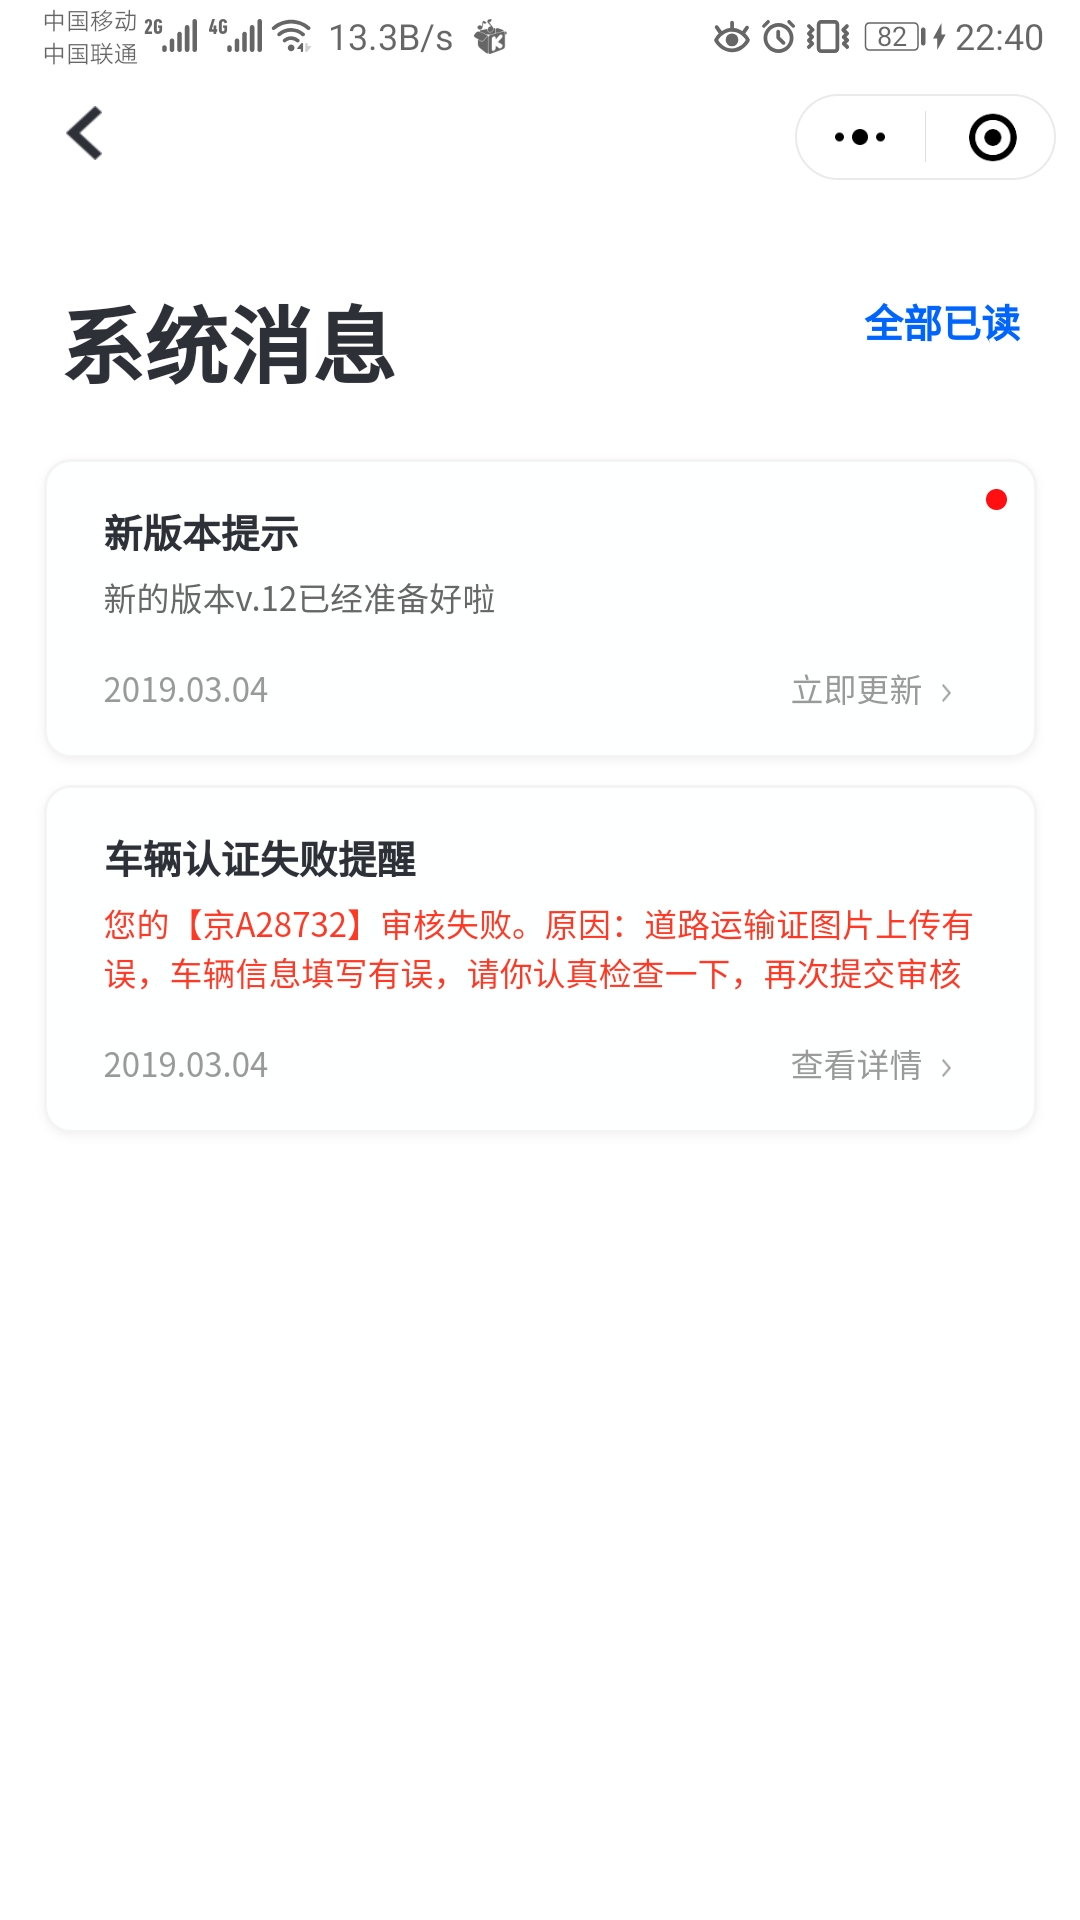 中国移动 2G 4G 13.3B/s 82 22:40
中国联通
系统消息
全部已读
新版本提示
新的版本v.12已经准备好啦
2019.03.04 立即更新 >
车辆认证失败提醒
您的【京A28732】审核失败。原因：道路运输证图片上传有
误，车辆信息填写有误，请你认真检查一下，再次提交审核
2019.03.04 查看详情 >